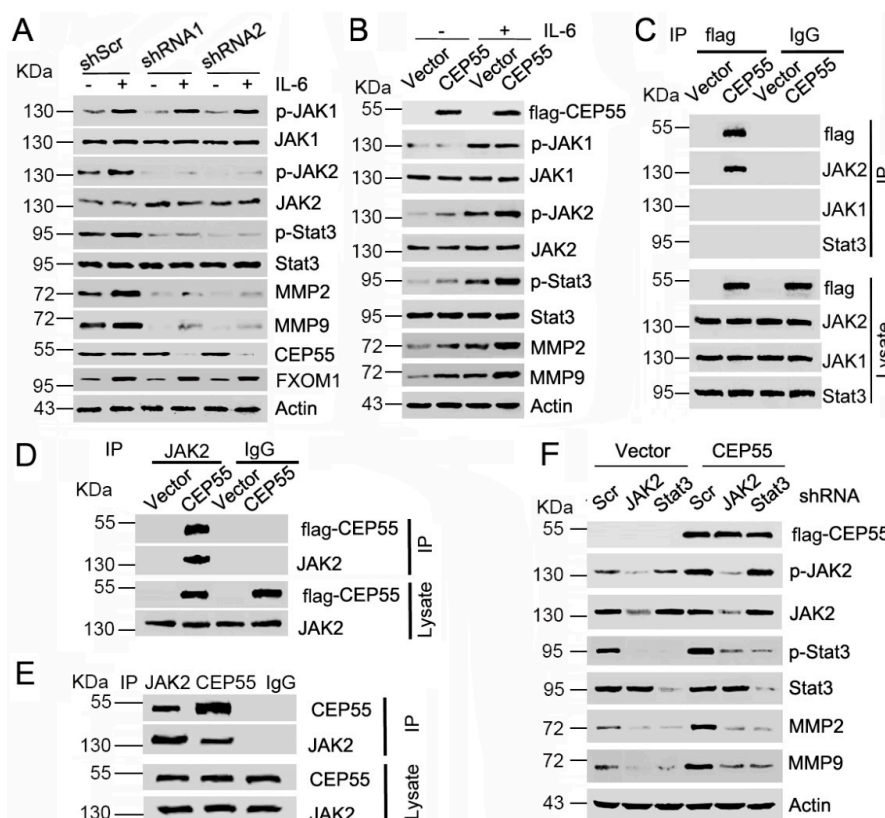 A
shScr shRNA1 shRNA2
KDa
- + - + - + IL-6
130 p-JAK1
130 JAK1
130 p-JAK2
130 JAK2
95 p-Stat3
95 Stat3
72 MMP2
72 MMP9
55 CEP55
95 FXOM1
43 Actin
B
- + IL-6
Vector CEP55 Vector CEP55
KDa
55 flag-CEP55
130 p-JAK1
130 JAK1
130 p-JAK2
130 JAK2
95 p-Stat3
95 Stat3
72 MMP2
72 MMP9
43 Actin
C
IP flag IgG
Vector CEP55 Vector CEP55
KDa
55 flag
130 JAK2
130 JAK1
95 Stat3
IP
55 flag
130 JAK2
130 JAK1
95 Stat3
Lysate
D
IP JAK2 IgG
Vector CEP55 Vector CEP55
KDa
55 flag-CEP55
130 JAK2
IP
55 flag-CEP55
130 JAK2
Lysate
E
KDa IP JAK2 CEP55 IgG
55 CEP55
130 JAK2
IP
55 CEP55
130 JAK2
Lysate
F
Vector CEP55
Scr JAK2 Stat3 Scr JAK2 Stat3 shRNA
KDa
55 flag-CEP55
130 p-JAK2
130 JAK2
95 p-Stat3
95 Stat3
72 MMP2
72 MMP9
43 Actin